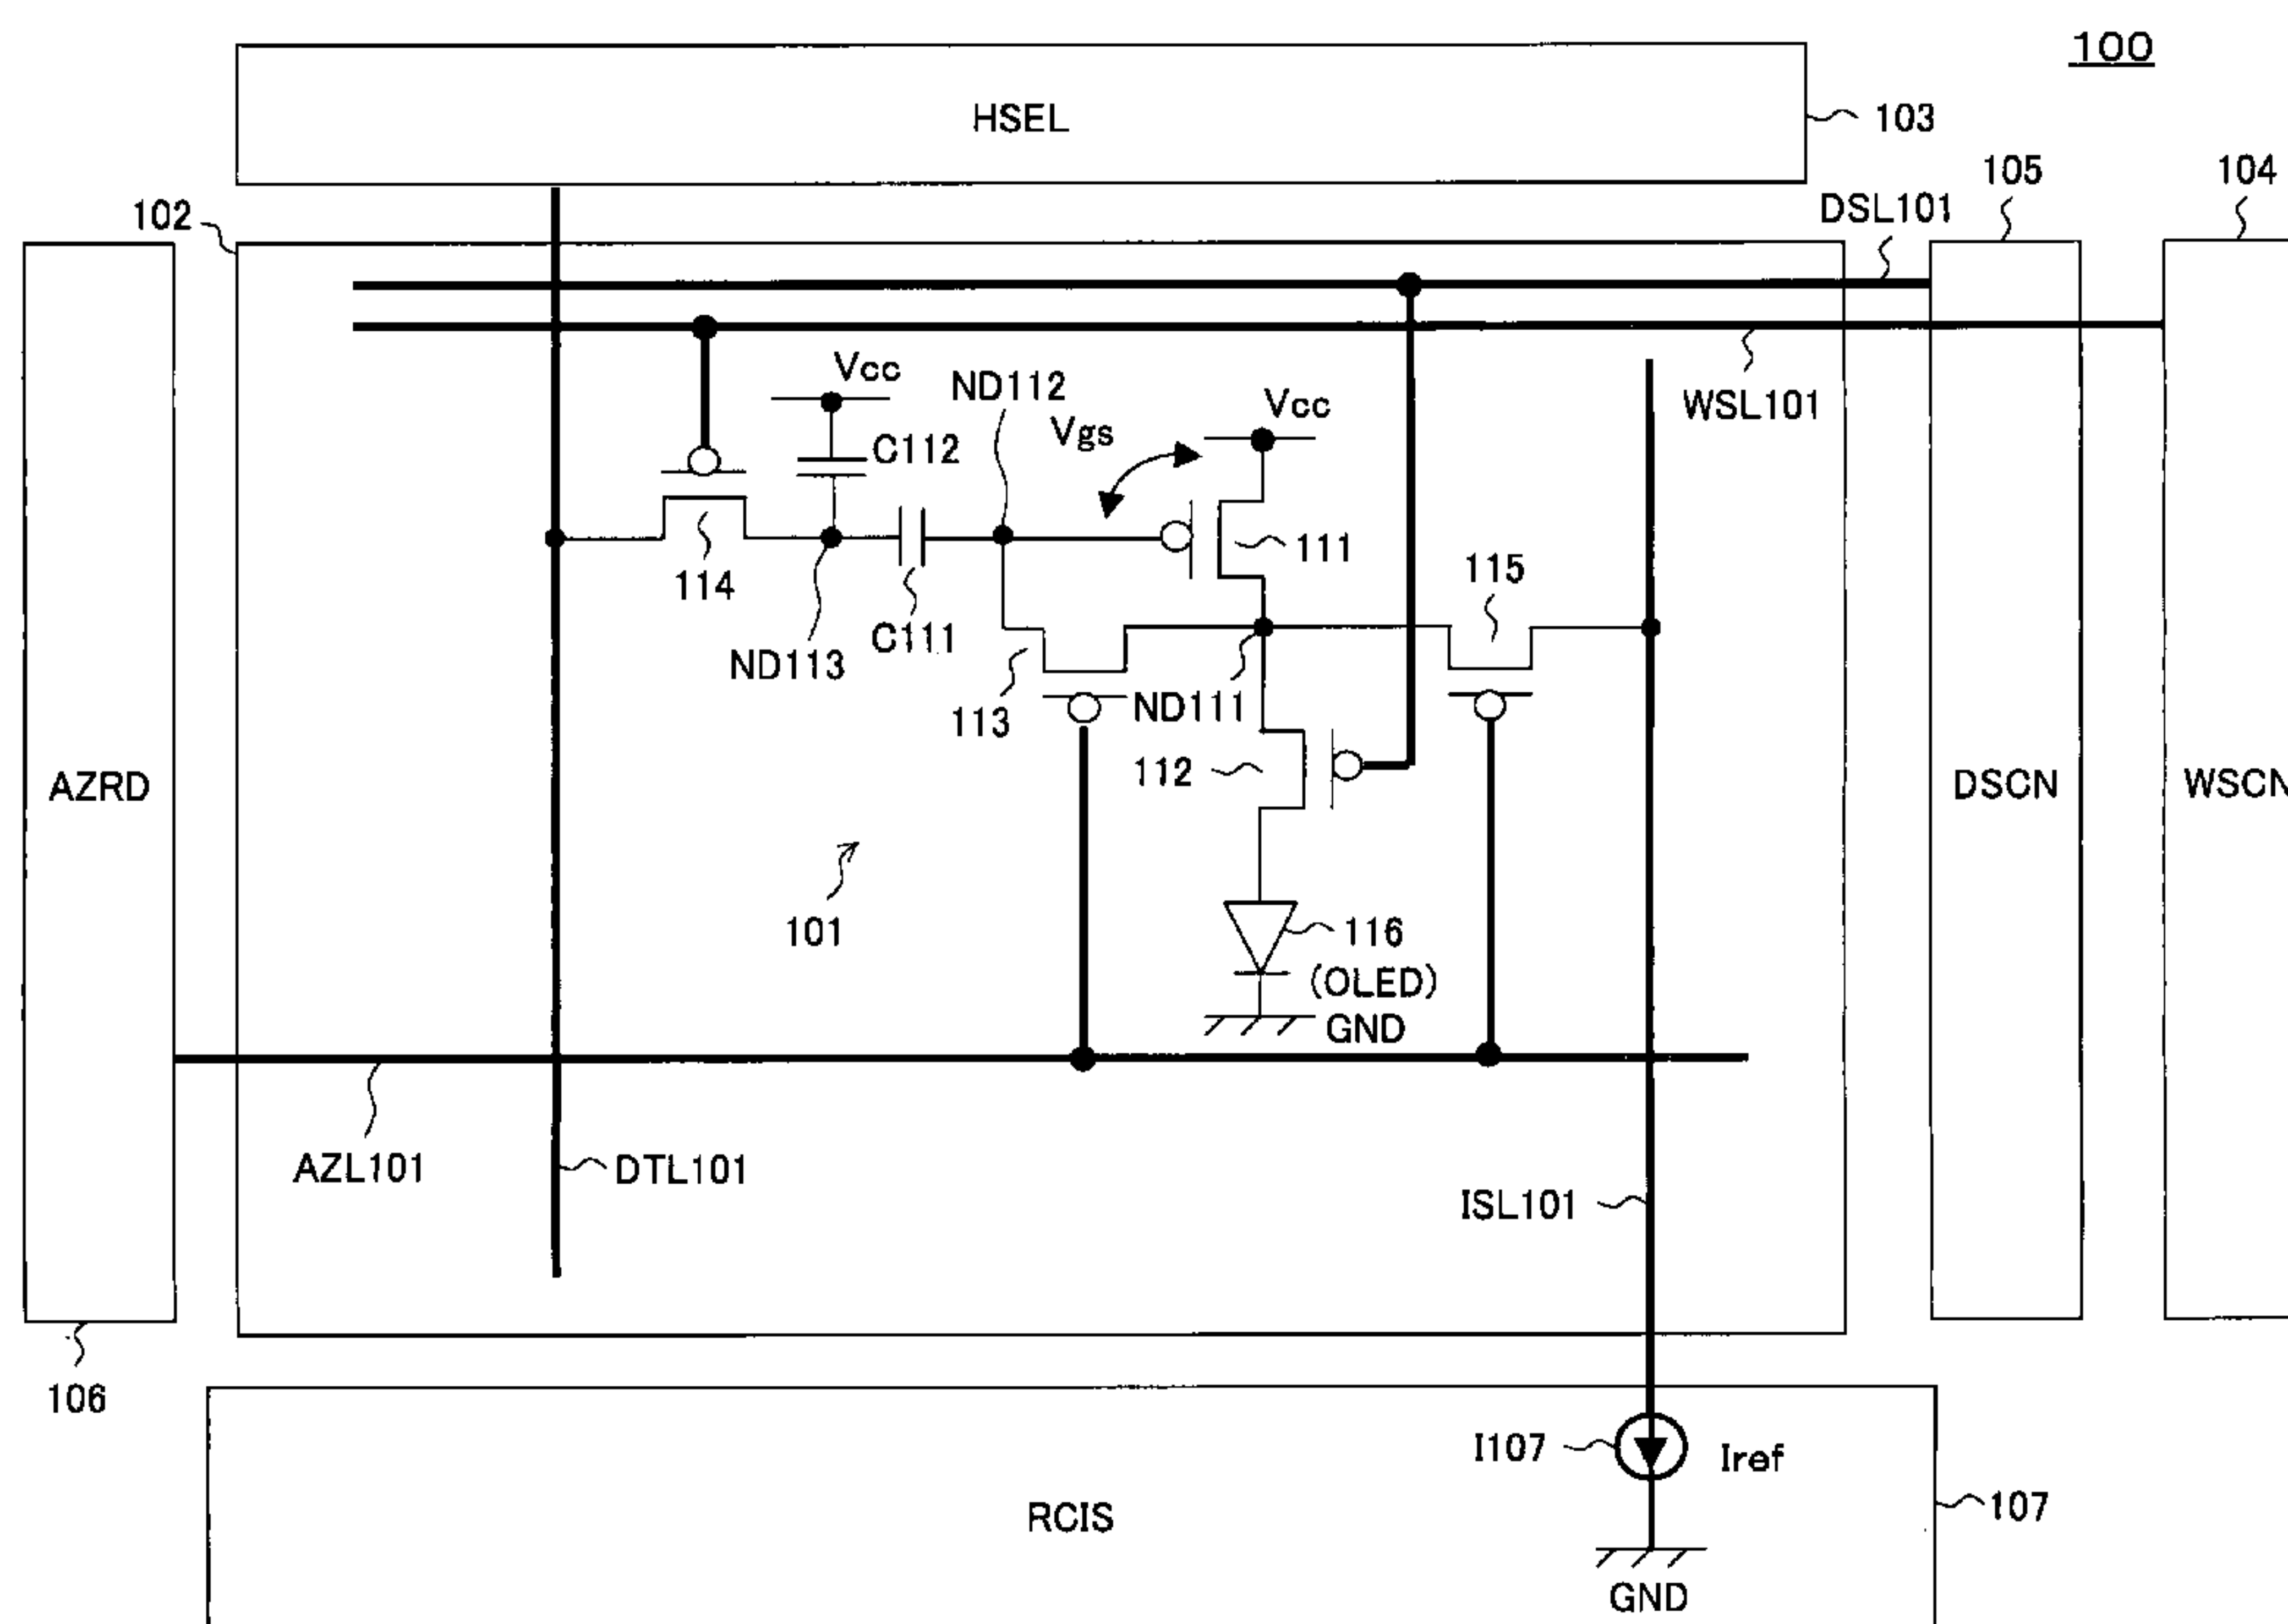 100
HSEL
103
105
104
102
DSL101
Vcc
ND112
Vgs
Vcc
WSL101
C112
111
115
114
C111
ND113
113
ND111
112
AZRD
DSCN
WSCN
101
116
(OLED)
GND
AZL101
DTL101
ISL101
106
I107
Iref
RCIS
107
GND